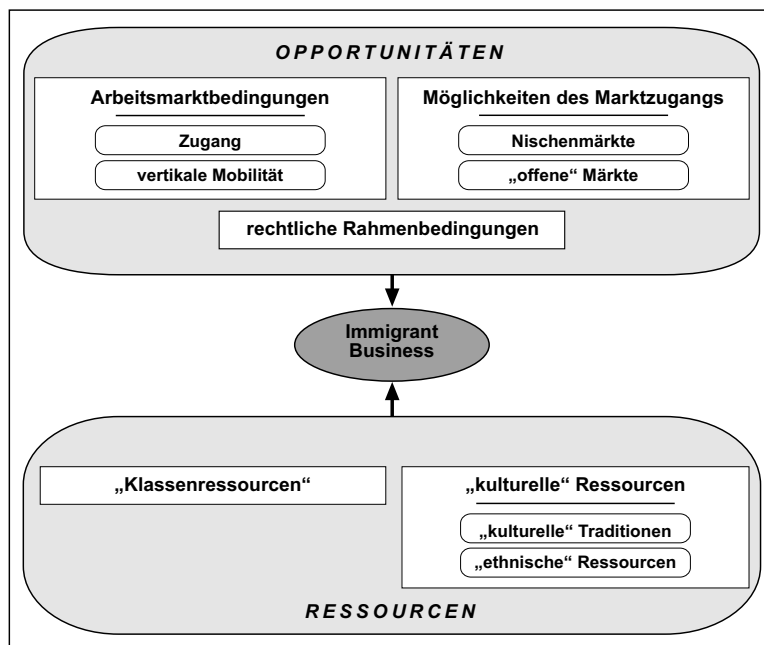 OPPORTUNITÄTEN
Arbeitsmarktbedingungen
Zugang
vertikale Mobilität
Möglichkeiten des Marktzugangs
Nischenmärkte
„offene“ Märkte
rechtliche Rahmenbedingungen
Immigrant
Business
„Klassenressourcen“
„kulturelle“ Ressourcen
„kulturelle“ Traditionen
„ethnische“ Ressourcen
RESSOURCEN